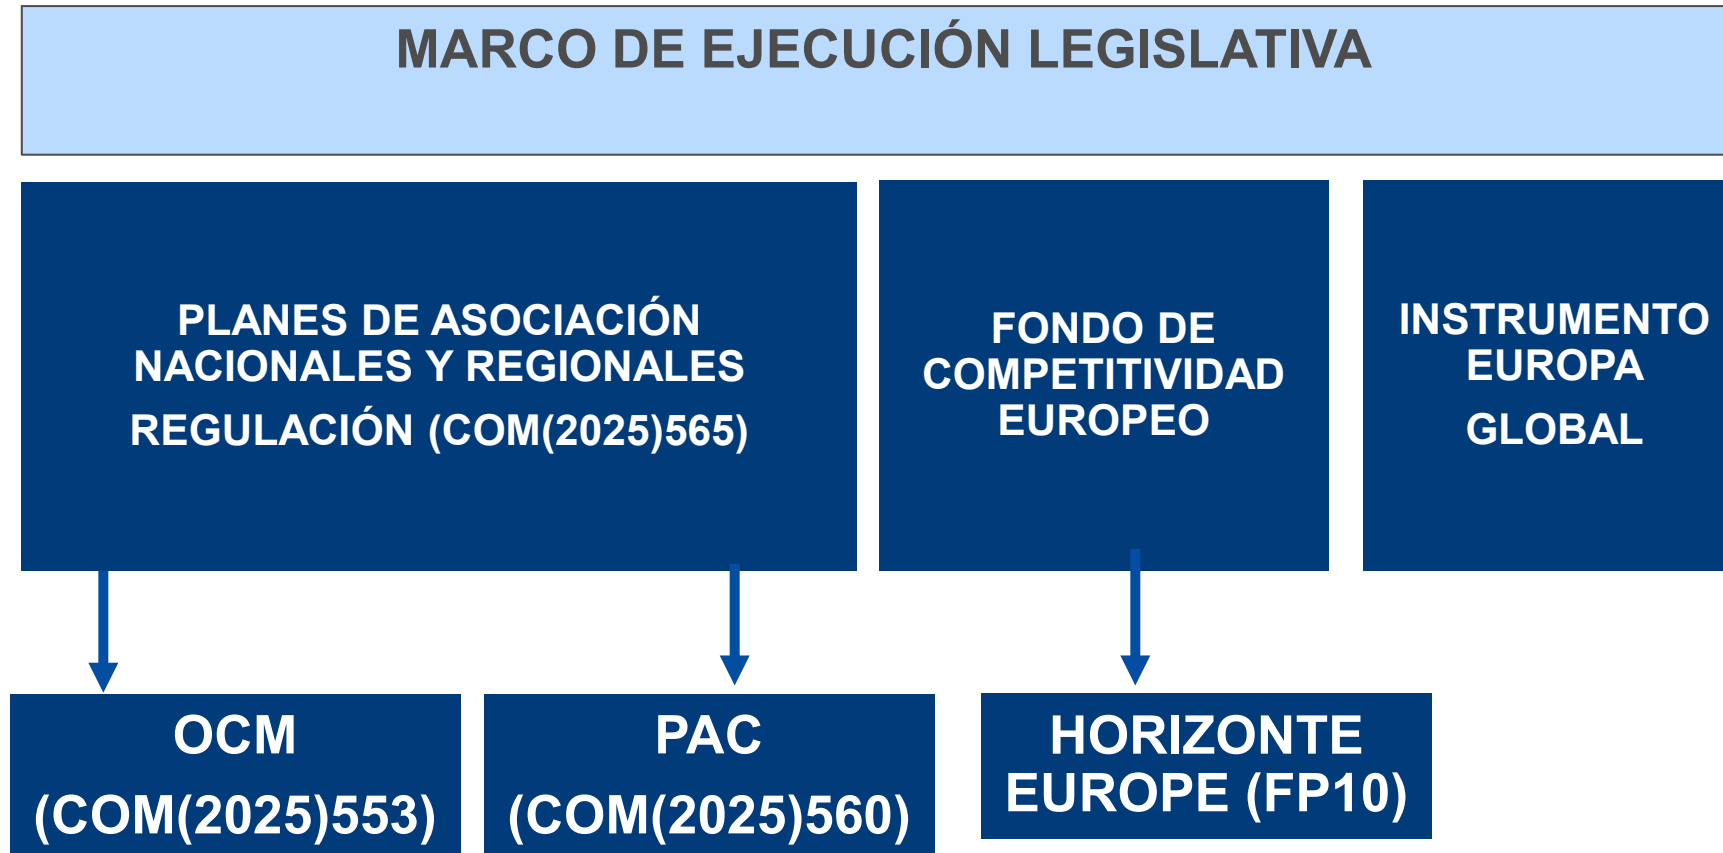 MARCO DE EJECUCIÓN LEGISLATIVA
PLANES DE ASOCIACIÓN
NACIONALES Y REGIONALES
REGULACIÓN (COM(2025)565)
FONDO DE
COMPETITIVIDAD
EUROPEO
INSTRUMENTO
EUROPA
GLOBAL
OCM
(COM(2025)553)
PAC
(COM(2025)560)
HORIZONTE
EUROPE (FP10)